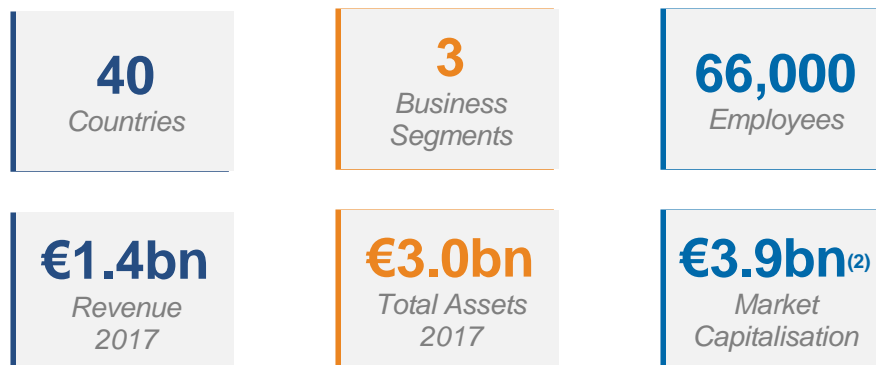 40
Countries
3
Business
Segments
66,000
Employees
€1.4bn
Revenue
2017
€3.0bn
Total Assets
2017
€3.9bn(2)
Market
Capitalisation